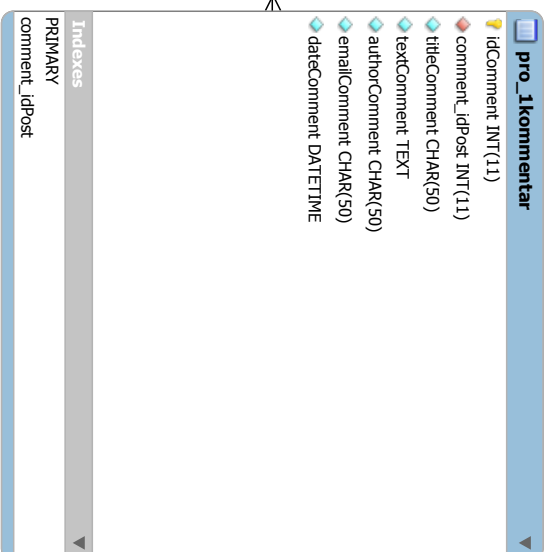 pro_1kommentar
idComment INT(11)
comment_idPost INT(11)
titleComment CHAR(50)
textComment TEXT
authorComment CHAR(50)
emailComment CHAR(50)
dateComment DATETIME
Indexes
PRIMARY
comment_idPost